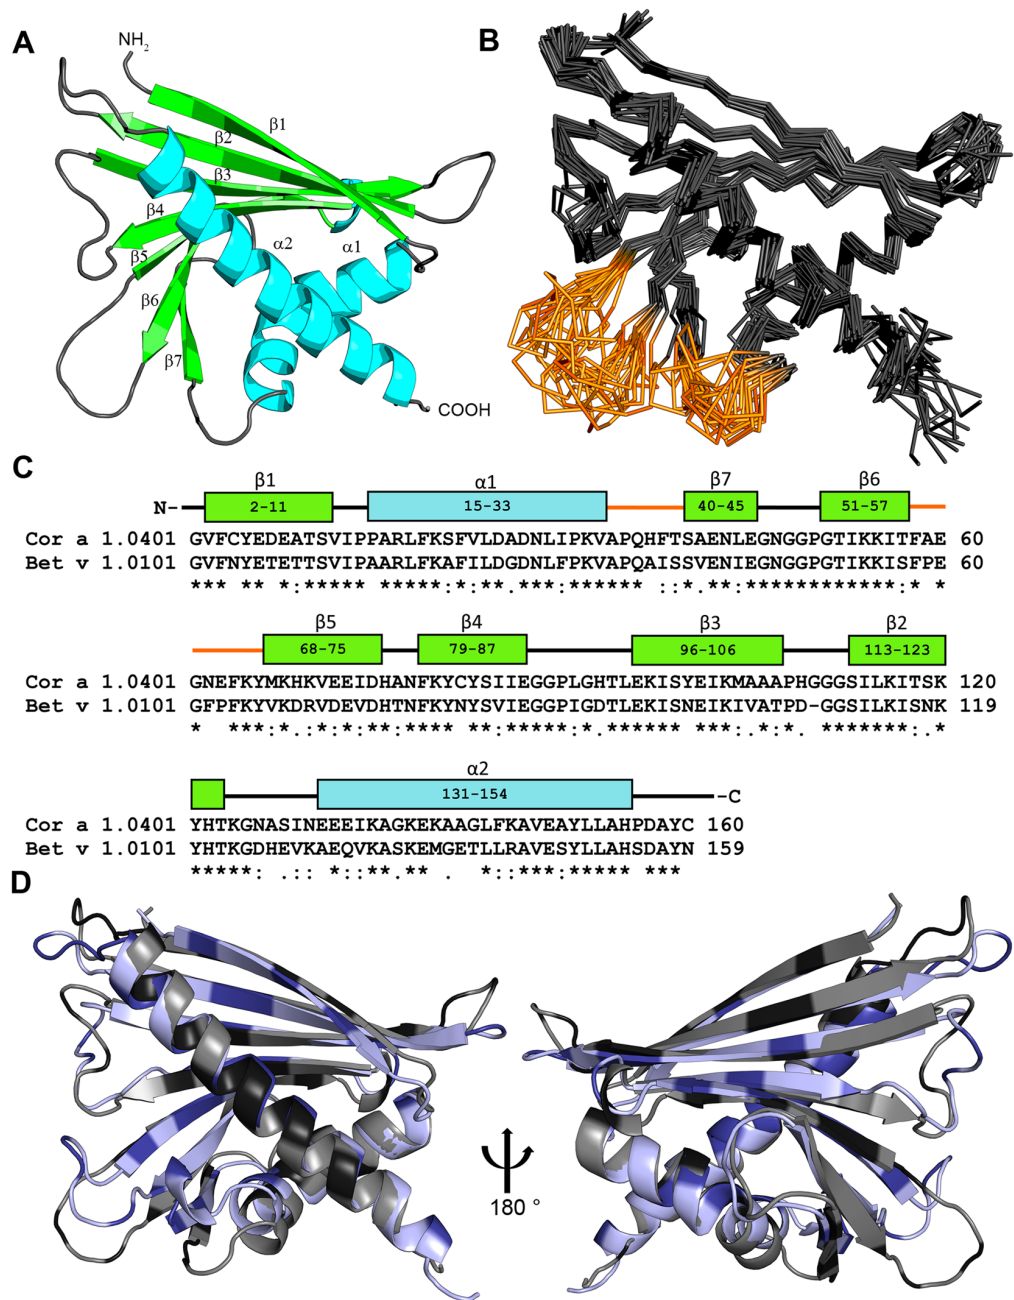 A
NH2
β1
β2
β3
β4
β5
α2
α1
β6
β7
COOH
B
C
β1 α1 β7 β6
N- 2-11 15-33 40-45 51-57
Cor a 1.0401 GVFCYEDEATSVIPPARLFKSFVLDADNLIPKVAPQHFTSAENLEGNGGPGTIKKITFAE 60
Bet v 1.0101 GVFNYETETTSVIPAARLFKAFILDGDNLFPKVAPQAISSVENIEGNGGPGTIKKISFPE 60
*** ** *:***** *****:*:**.***:****** ::*.**:************:* *
β5 β4 β3 β2
68-75 79-87 96-106 113-123
Cor a 1.0401 GNEFKYMKHKVEEIDHANFKYCYSIIEGGPLGHTLEKISYEIKMAAAPHGGGSILKITSK 120
Bet v 1.0101 GFPFKYVKDRVDEVDHTNFKYNYSVIEGGPIGDTLEKISNEIKIVATPD-GGSILKISNK 119
*  ***:*.:*:*:**:**** **:*****:*.****** ***:.*:*. *******:.*
α2
131-154 -C
Cor a 1.0401 YHTKGNASINEEEIKAGKEKAAGLFKAVEAYLLAHPDAYC 160
Bet v 1.0101 YHTKGDHEVKAEQVKASKEMGETLLRAVESYLLAHSDAYN 159
*****: .:: *::**.** .  *::***:***** ***
D
180 °